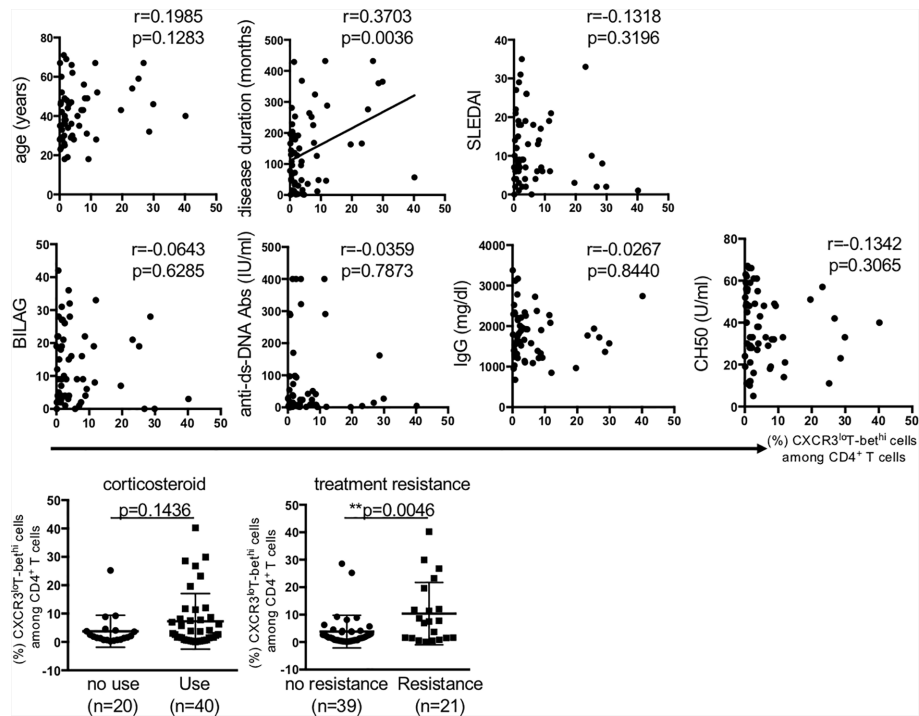 r=0.1985
p=0.1283
age (years)
80
60
40
20
0
0 10 20 30 40 50
r=0.3703
p=0.0036
disease duration (months)
500
400
300
200
100
0
0 10 20 30 40 50
r=-0.1318
p=0.3196
SLEDAI
40
30
20
10
0
0 10 20 30 40 50
r=-0.0643
p=0.6285
BILAG
50
40
30
20
10
0
0 10 20 30 40 50
r=-0.0359
p=0.7873
anti-ds-DNA Abs (IU/ml)
500
400
300
200
100
0
0 10 20 30 40 50
r=-0.0267
p=0.8440
IgG (mg/dl)
4000
3000
2000
1000
0
0 10 20 30 40 50
r=-0.1342
p=0.3065
CH50 (U/ml)
80
60
40
20
0
0 10 20 30 40 50
(%) CXCR3ˡᵒT-betʰⁱ cells
among CD4⁺ T cells
corticosteroid
p=0.1436
(%) CXCR3ˡᵒT-betʰⁱ cells
among CD4⁺ T cells
50
40
30
20
10
0
-10
no use Use
(n=20) (n=40)
treatment resistance
**p=0.0046
(%) CXCR3ˡᵒT-betʰⁱ cells
among CD4⁺ T cells
50
40
30
20
10
0
-10
no resistance Resistance
(n=39) (n=21)